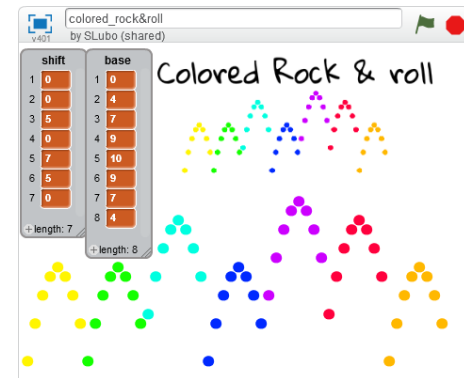 colored_rock&roll
v401
by SLubo (shared)
shift
1 0
2 0
3 5
4 0
5 7
6 5
7 0
+ length: 7
base
1 0
2 4
3 7
4 9
5 10
6 9
7 7
8 4
+ length: 8
Colored Rock & roll